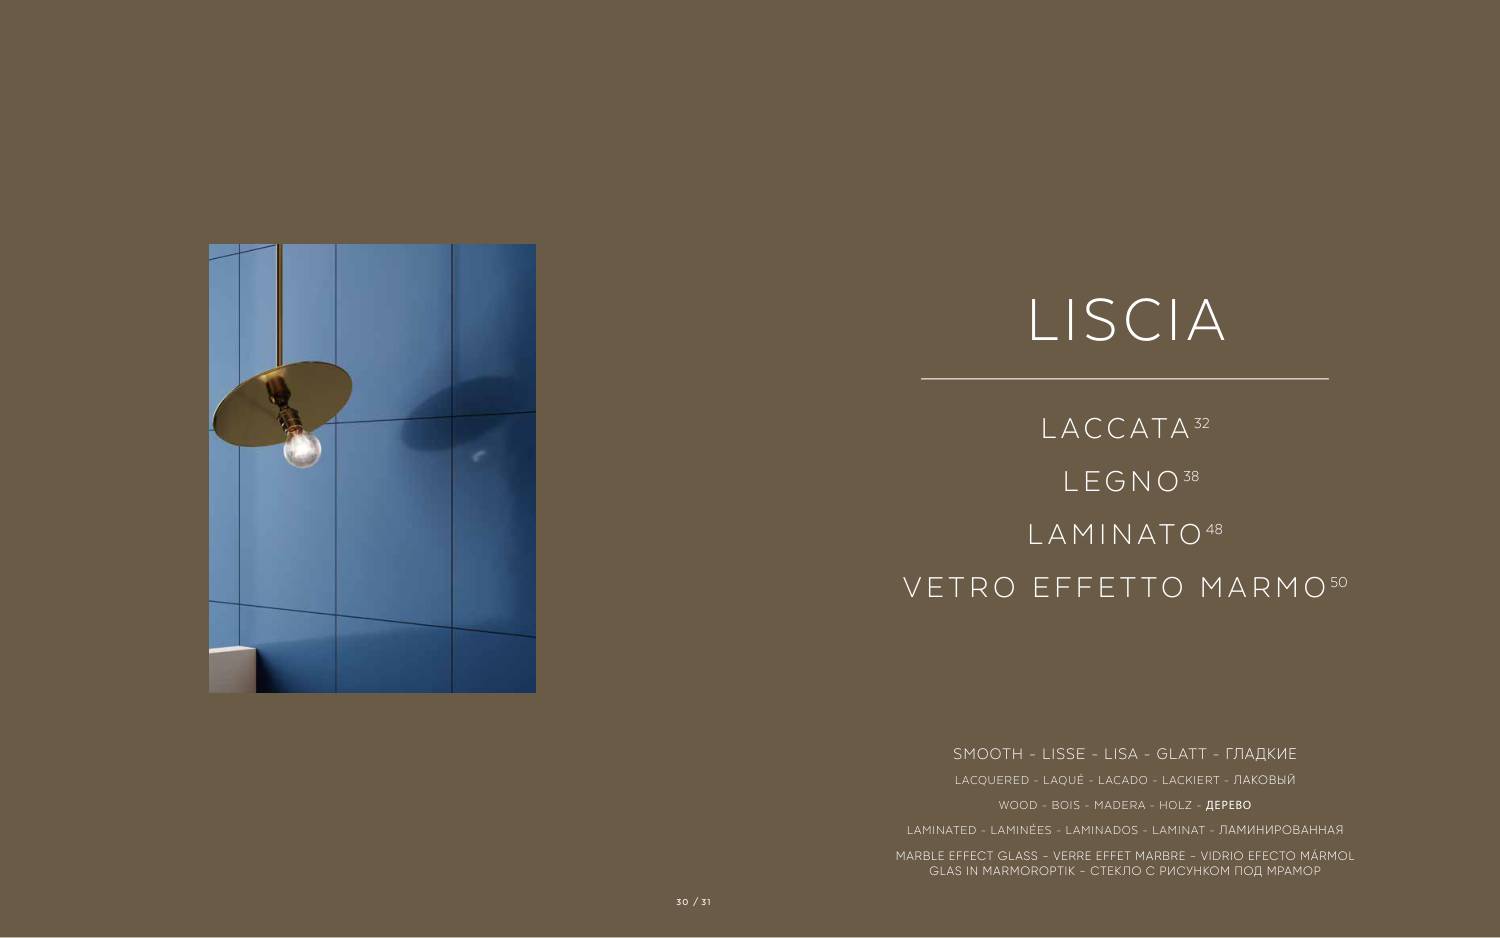 LISCIA
LACCATA32
LEGNO38
LAMINATO48
VETRO EFFETTO MARMO50
SMOOTH - LISSE - LISA - GLATT - ГЛАДКИЕ
LACQUERED - LAQUÉ - LACADO - LACKIERT - ЛАКОВЫЙ
WOOD - BOIS - MADERA - HOLZ - ДЕРЕВО
LAMINATED - LAMINÉES - LAMINADOS - LAMINAT - ЛАМИНИРОВАННАЯ
MARBLE EFFECT GLASS - VERRE EFFET MARBRE - VIDRIO EFECTO MÁRMOL
GLAS IN MARMOROPTIK - СТЕКЛО С РИСУНКОМ ПОД МРАМОР
30 / 31